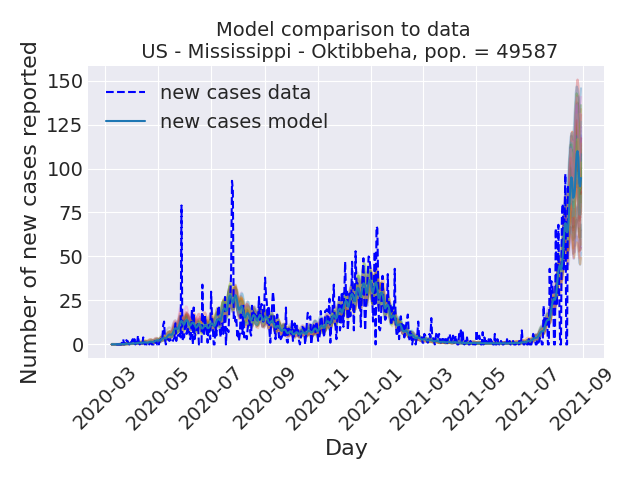 Model comparison to data
US - Mississippi - Oktibbeha, pop. = 49587
Number of new cases reported
150
125
100
75
50
25
0
new cases data
new cases model
2020-03
2020-05
2020-07
2020-09
2020-11
2021-01
2021-03
2021-05
2021-07
2021-09
Day